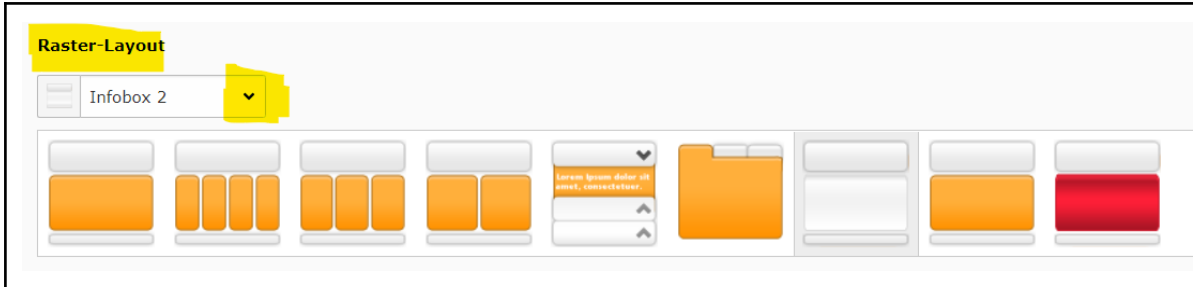 Raster-Layout
Infobox 2
Lorem ipsum dolor sit
amet, consectetuer.